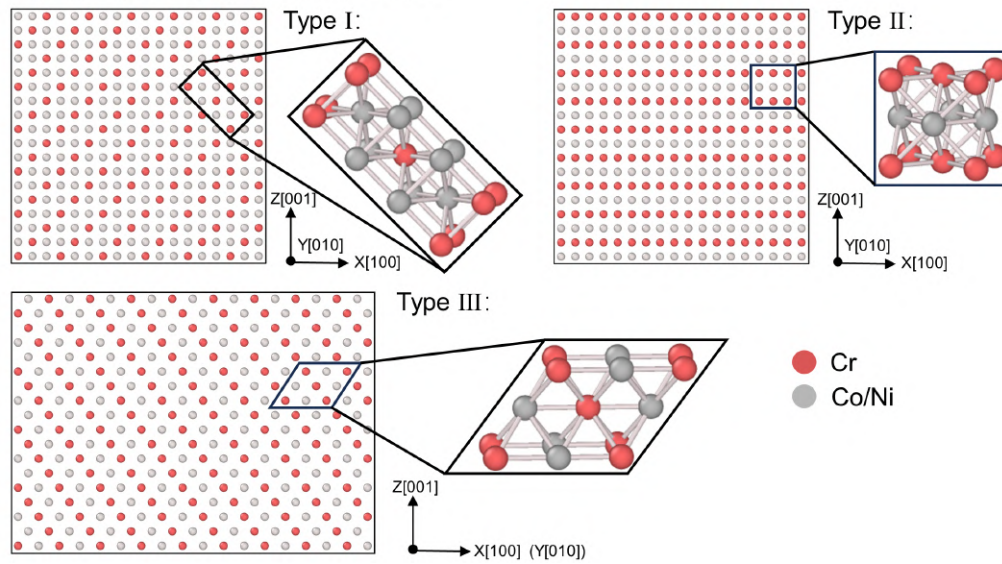 Type I:
Z[001]
Y[010]
X[100]
Type II:
Z[001]
Y[010]
X[100]
Type III:
Z[001]
X[100] (Y[010])
Cr
Co/Ni